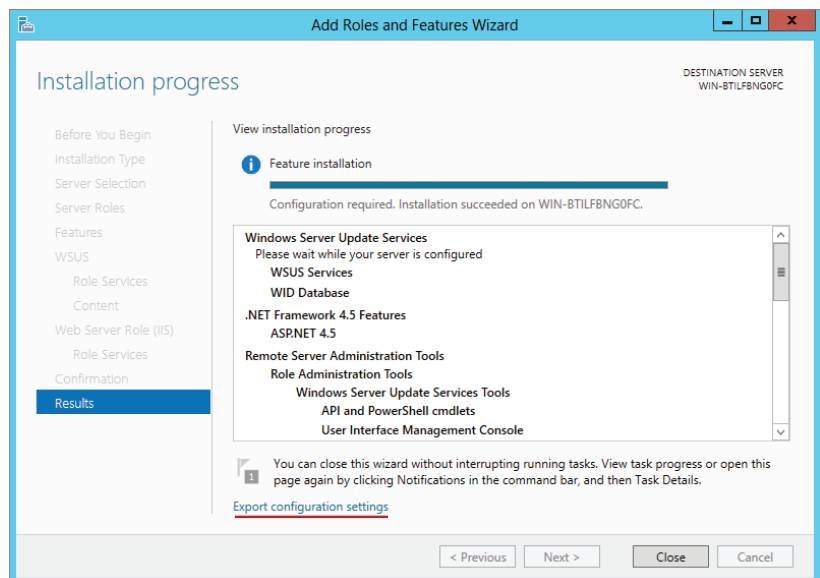 Add Roles and Features Wizard
Installation progress
DESTINATION SERVER
WIN-BTILFBNG0FC
Before You Begin
Installation Type
Server Selection
Server Roles
Features
WSUS
Role Services
Content
Web Server Role (IIS)
Role Services
Confirmation
Results
View installation progress
Feature installation
Configuration required. Installation succeeded on WIN-BTILFBNG0FC.
Windows Server Update Services
Please wait while your server is configured
WSUS Services
WID Database
.NET Framework 4.5 Features
ASP.NET 4.5
Remote Server Administration Tools
Role Administration Tools
Windows Server Update Services Tools
API and PowerShell cmdlets
User Interface Management Console
1
You can close this wizard without interrupting running tasks. View task progress or open this
page again by clicking Notifications in the command bar, and then Task Details.
Export configuration settings
< Previous
Next >
Close
Cancel